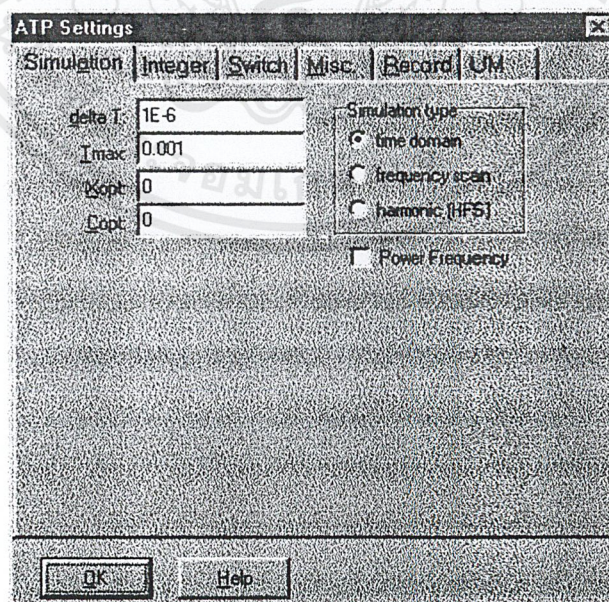 ATP Settings
Simulation Integer Switch Misc. Record UM
delta T: 1E-6
Tmax: 0.001
Xopt: 0
Copt: 0
Simulation type
time domain
frequency scan
harmonic (HFS)
Power Frequency
OK Help